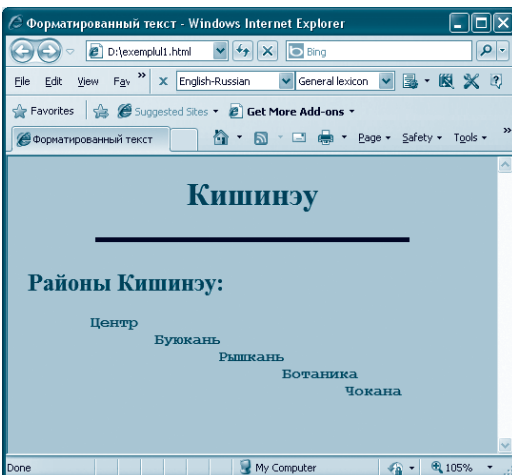 Форматированный текст - Windows Internet Explorer
D:\exemplul1.html Bing
File Edit View Fav » x English-Russian General lexicon
Favorites Suggested Sites Get More Add-ons
Форматированный текст Page Safety Tools »
Кишинэу
Районы Кишинэу:
Центр
Буюкань
Рышкань
Ботаника
Чокана
Done My Computer 105%